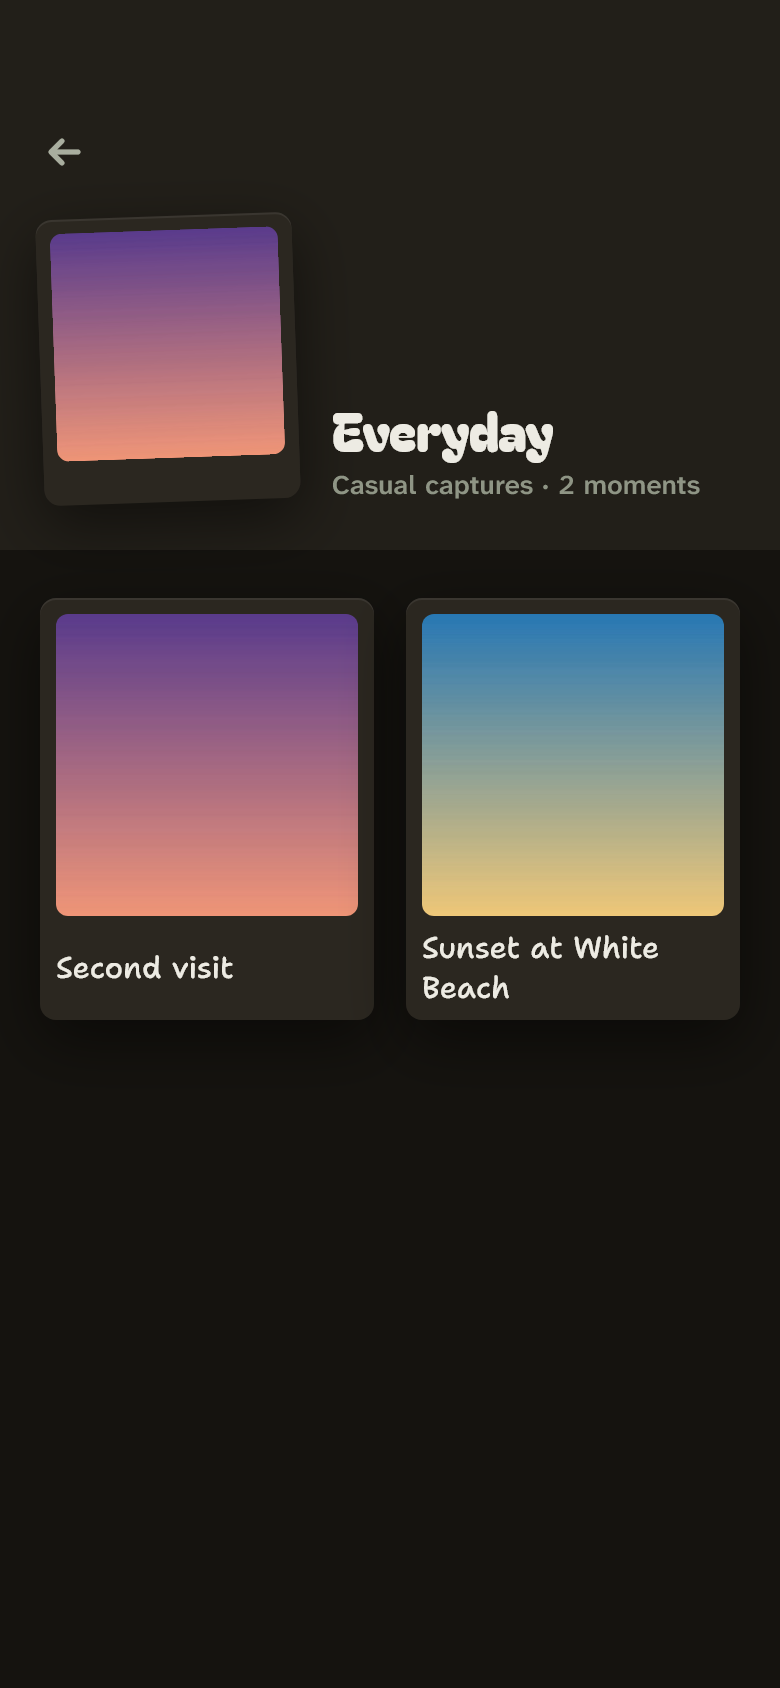 Everyday
Casual captures · 2 moments
Second visit
Sunset at White
Beach